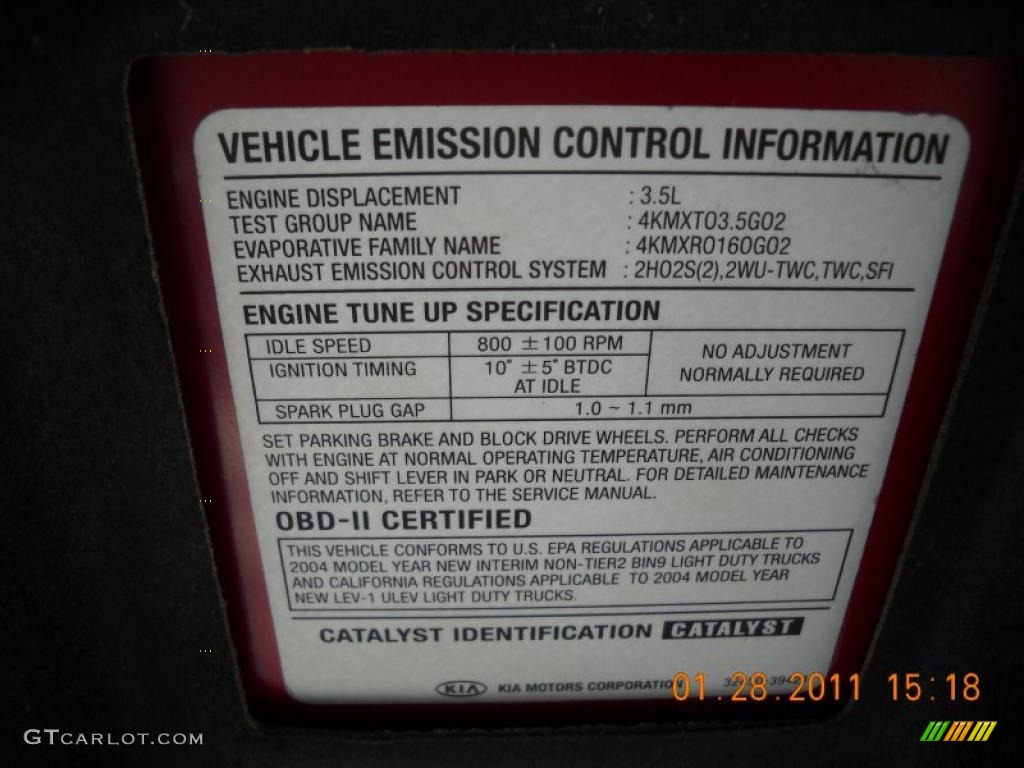 VEHICLE EMISSION CONTROL INFORMATION
ENGINE DISPLACEMENT : 3.5L
TEST GROUP NAME : 4KMXT03.5G02
EVAPORATIVE FAMILY NAME : 4KMXR0160G02
EXHAUST EMISSION CONTROL SYSTEM : 2HO2S(2),2WU-TWC,TWC,SFI
ENGINE TUNE UP SPECIFICATION
IDLE SPEED 800 ±100 RPM
IGNITION TIMING 10° ±5° BTDC
AT IDLE
NO ADJUSTMENT
NORMALLY REQUIRED
SPARK PLUG GAP 1.0 ~ 1.1 mm
SET PARKING BRAKE AND BLOCK DRIVE WHEELS. PERFORM ALL CHECKS
WITH ENGINE AT NORMAL OPERATING TEMPERATURE, AIR CONDITIONING
OFF AND SHIFT LEVER IN PARK OR NEUTRAL. FOR DETAILED MAINTENANCE
INFORMATION, REFER TO THE SERVICE MANUAL.
OBD-II CERTIFIED
THIS VEHICLE CONFORMS TO U.S. EPA REGULATIONS APPLICABLE TO
2004 MODEL YEAR NEW INTERIM NON-TIER2 BIN9 LIGHT DUTY TRUCKS
AND CALIFORNIA REGULATIONS APPLICABLE TO 2004 MODEL YEAR
NEW LEV-1 ULEV LIGHT DUTY TRUCKS.
CATALYST IDENTIFICATION CATALYST
KIA KIA MOTORS CORPORATION
01.28.2011 15:18
GTCARLOT.COM